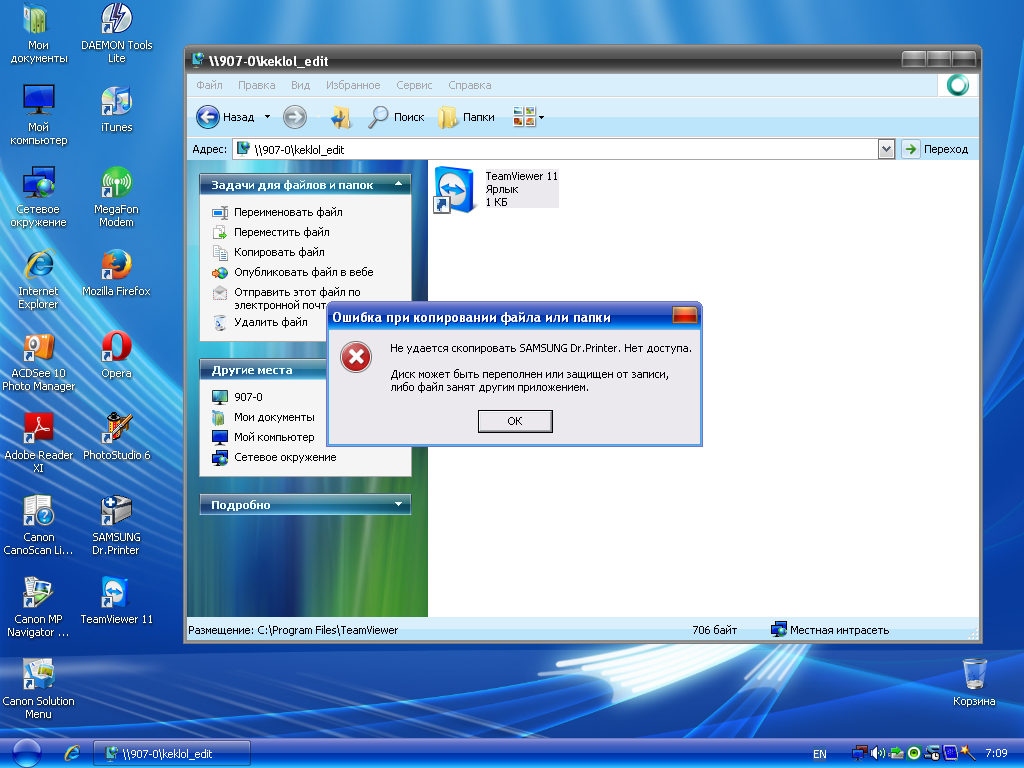 Мои
документы
DAEMON Tools
Lite
Мой
компьютер
iTunes
Сетевое
окружение
MegaFon
Modem
Internet
Explorer
Mozilla Firefox
ACDSee 10
Photo Manager
Opera
Adobe Reader
XI
PhotoStudio 6
Canon
CanoScan Li...
SAMSUNG
Dr.Printer
Canon MP
Navigator ...
TeamViewer 11
Canon Solution
Menu
\\907-0\keklol_edit
Файл Правка Вид Избранное Сервис Справка
Назад Поиск Папки
Адрес: \\907-0\keklol_edit Переход
Задачи для файлов и папок
Переименовать файл
Переместить файл
Копировать файл
Опубликовать файл в вебе
Отправить этот файл по
электронной почт
Удалить файл
Другие места
907-0
Мои документы
Мой компьютер
Сетевое окружение
Подробно
TeamViewer 11
Ярлык
1 КБ
Ошибка при копировании файла или папки
Не удается скопировать SAMSUNG Dr.Printer. Нет доступа.
Диск может быть переполнен или защищен от записи,
либо файл занят другим приложением.
OK
Размещение: C:\Program Files\TeamViewer 706 байт Местная интрасеть
Корзина
\\907-0\keklol_edit EN 7:09